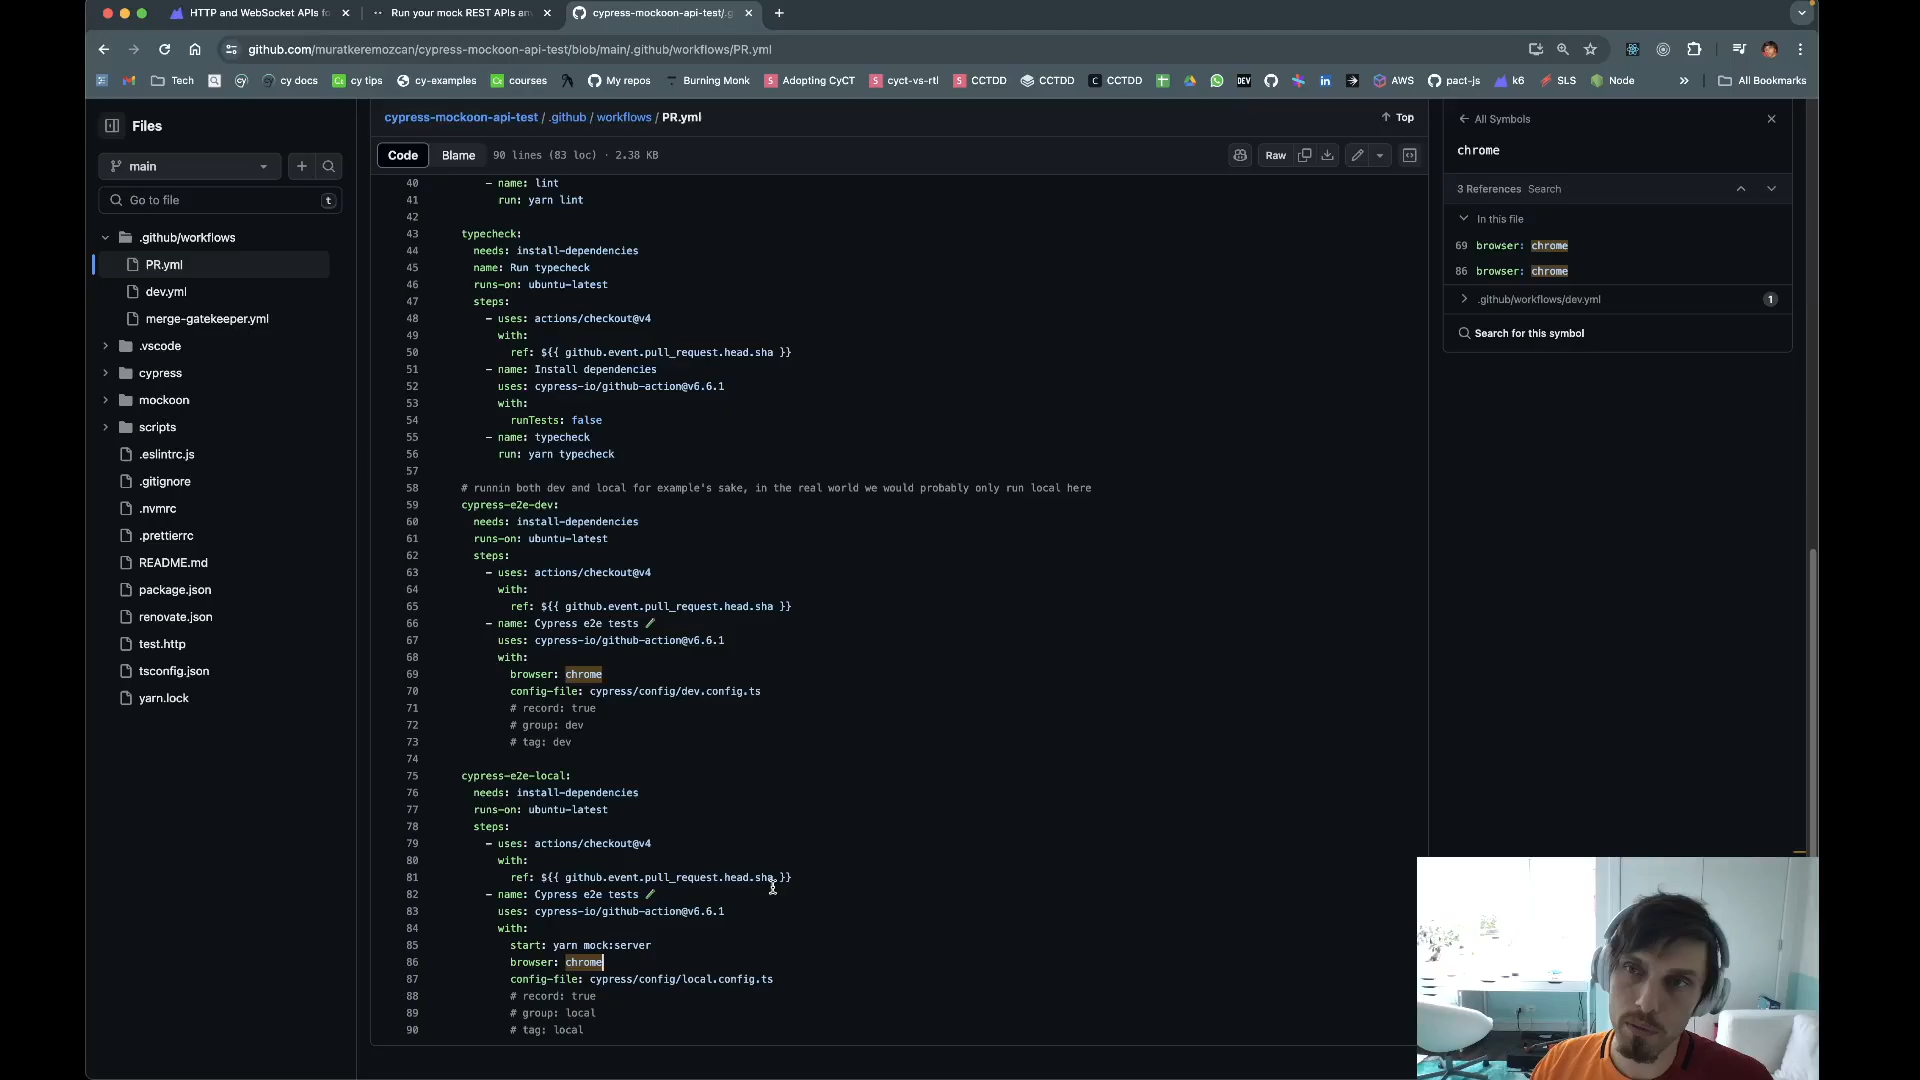 HTTP and WebSocket APIs fo
Run your mock REST APIs an
cypress-mockoon-api-test/.g
github.com/muratkeremozcan/cypress-mockoon-api-test/blob/main/.github/workflows/PR.yml
Tech
cy docs
cy tips
cy-examples
courses
My repos
Burning Monk
Adopting CyCT
cyct-vs-rtl
CCTDD
CCTDD
CCTDD
AWS
pact-js
k6
SLS
Node
All Bookmarks
Files
main
Go to file
t
.github/workflows
PR.yml
dev.yml
merge-gatekeeper.yml
.vscode
cypress
mockoon
scripts
.eslintrc.js
.gitignore
.nvmrc
.prettierrc
README.md
package.json
renovate.json
test.http
tsconfig.json
yarn.lock
cypress-mockoon-api-test / .github / workflows / PR.yml
Top
Code Blame 90 lines (83 loc) · 2.38 KB
Raw
40 - name: lint
41 run: yarn lint
42
43 typecheck:
44 needs: install-dependencies
45 name: Run typecheck
46 runs-on: ubuntu-latest
47 steps:
48 - uses: actions/checkout@v4
49 with:
50 ref: ${{ github.event.pull_request.head.sha }}
51 - name: Install dependencies
52 uses: cypress-io/github-action@v6.6.1
53 with:
54 runTests: false
55 - name: typecheck
56 run: yarn typecheck
57
58 # runnin both dev and local for example's sake, in the real world we would probably only run local here
59 cypress-e2e-dev:
60 needs: install-dependencies
61 runs-on: ubuntu-latest
62 steps:
63 - uses: actions/checkout@v4
64 with:
65 ref: ${{ github.event.pull_request.head.sha }}
66 - name: Cypress e2e tests 🧪
67 uses: cypress-io/github-action@v6.6.1
68 with:
69 browser: chrome
70 config-file: cypress/config/dev.config.ts
71 # record: true
72 # group: dev
73 # tag: dev
74
75 cypress-e2e-local:
76 needs: install-dependencies
77 runs-on: ubuntu-latest
78 steps:
79 - uses: actions/checkout@v4
80 with:
81 ref: ${{ github.event.pull_request.head.sha }}
82 - name: Cypress e2e tests 🧪
83 uses: cypress-io/github-action@v6.6.1
84 with:
85 start: yarn mock:server
86 browser: chrome
87 config-file: cypress/config/local.config.ts
88 # record: true
89 # group: local
90 # tag: local
All Symbols
chrome
3 References Search
In this file
69 browser: chrome
86 browser: chrome
.github/workflows/dev.yml 1
Search for this symbol